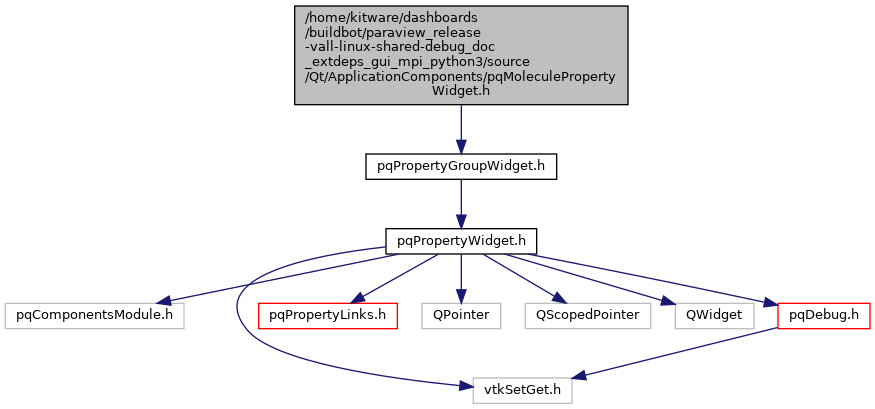 /home/kitware/dashboards
/buildbot/paraview_release
-vall-linux-shared-debug_doc
_extdeps_gui_mpi_python3/source
/Qt/ApplicationComponents/pqMoleculeProperty
Widget.h
pqPropertyGroupWidget.h
pqPropertyWidget.h
pqComponentsModule.h
pqPropertyLinks.h
QPointer
QScopedPointer
QWidget
pqDebug.h
vtkSetGet.h